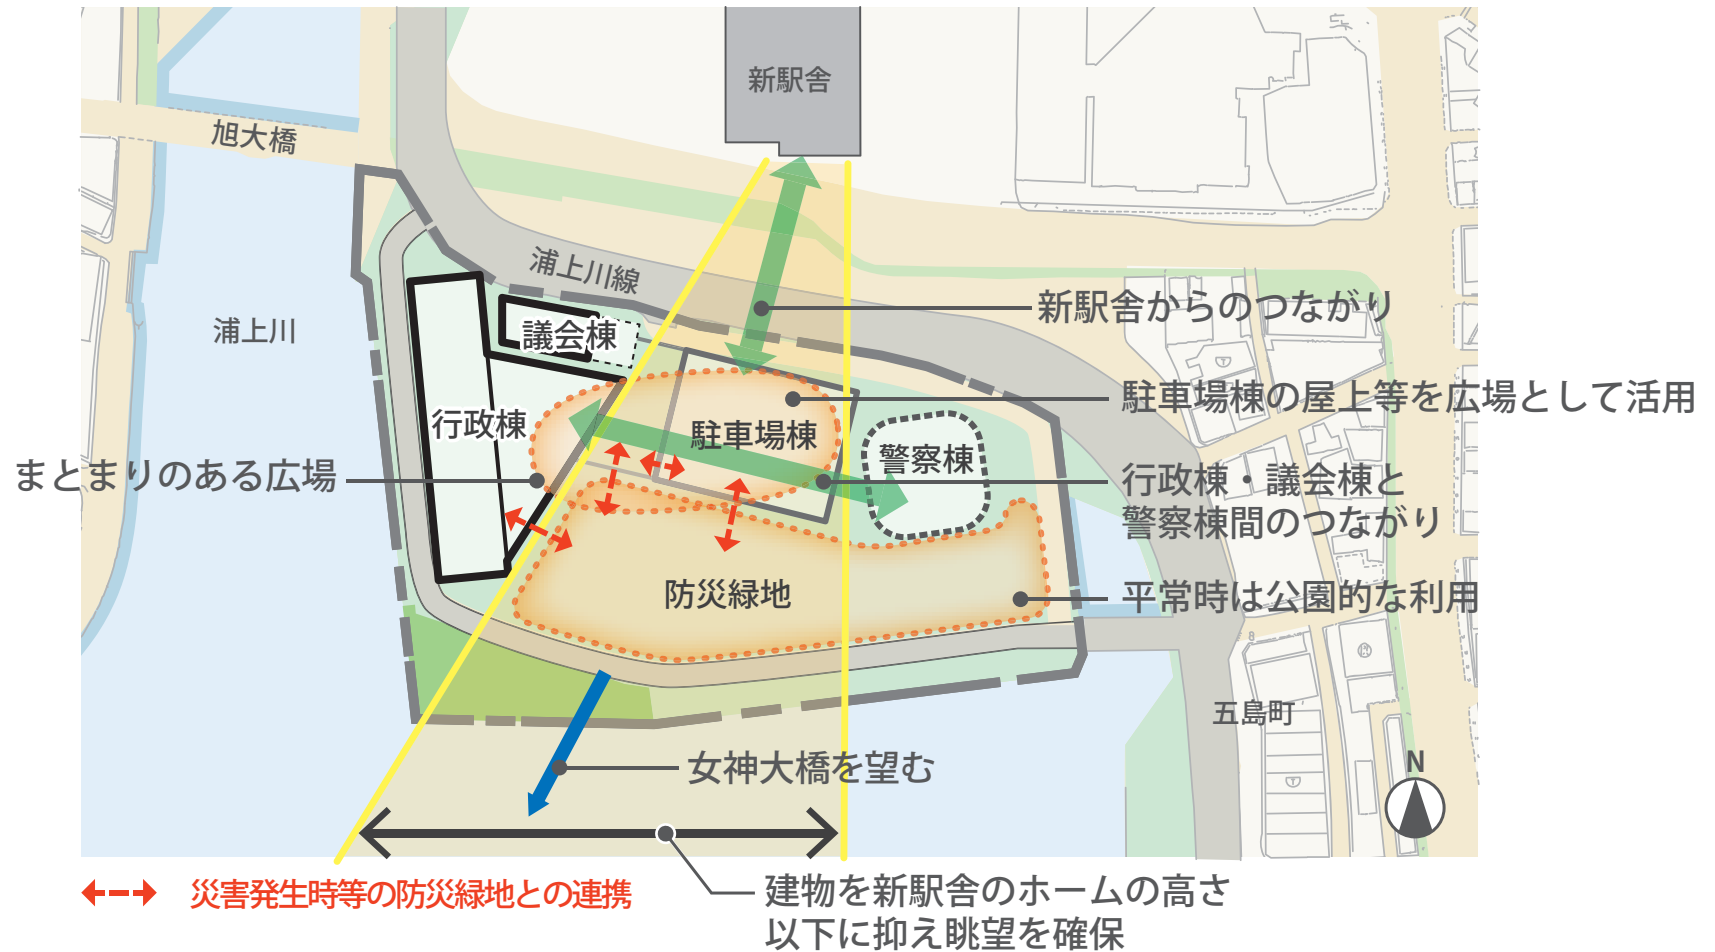 新駅舎
旭大橋
浦上川線
浦上川
新駅舎からのつながり
議会棟
行政棟
駐車場棟の屋上等を広場として活用
駐車場棟
警察棟
まとまりのある広場
行政棟・議会棟と
警察棟間のつながり
防災緑地
平常時は公園的な利用
五島町
女神大橋を望む
N
災害発生時等の防災緑地との連携
建物を新駅舎のホームの高さ
以下に抑え眺望を確保